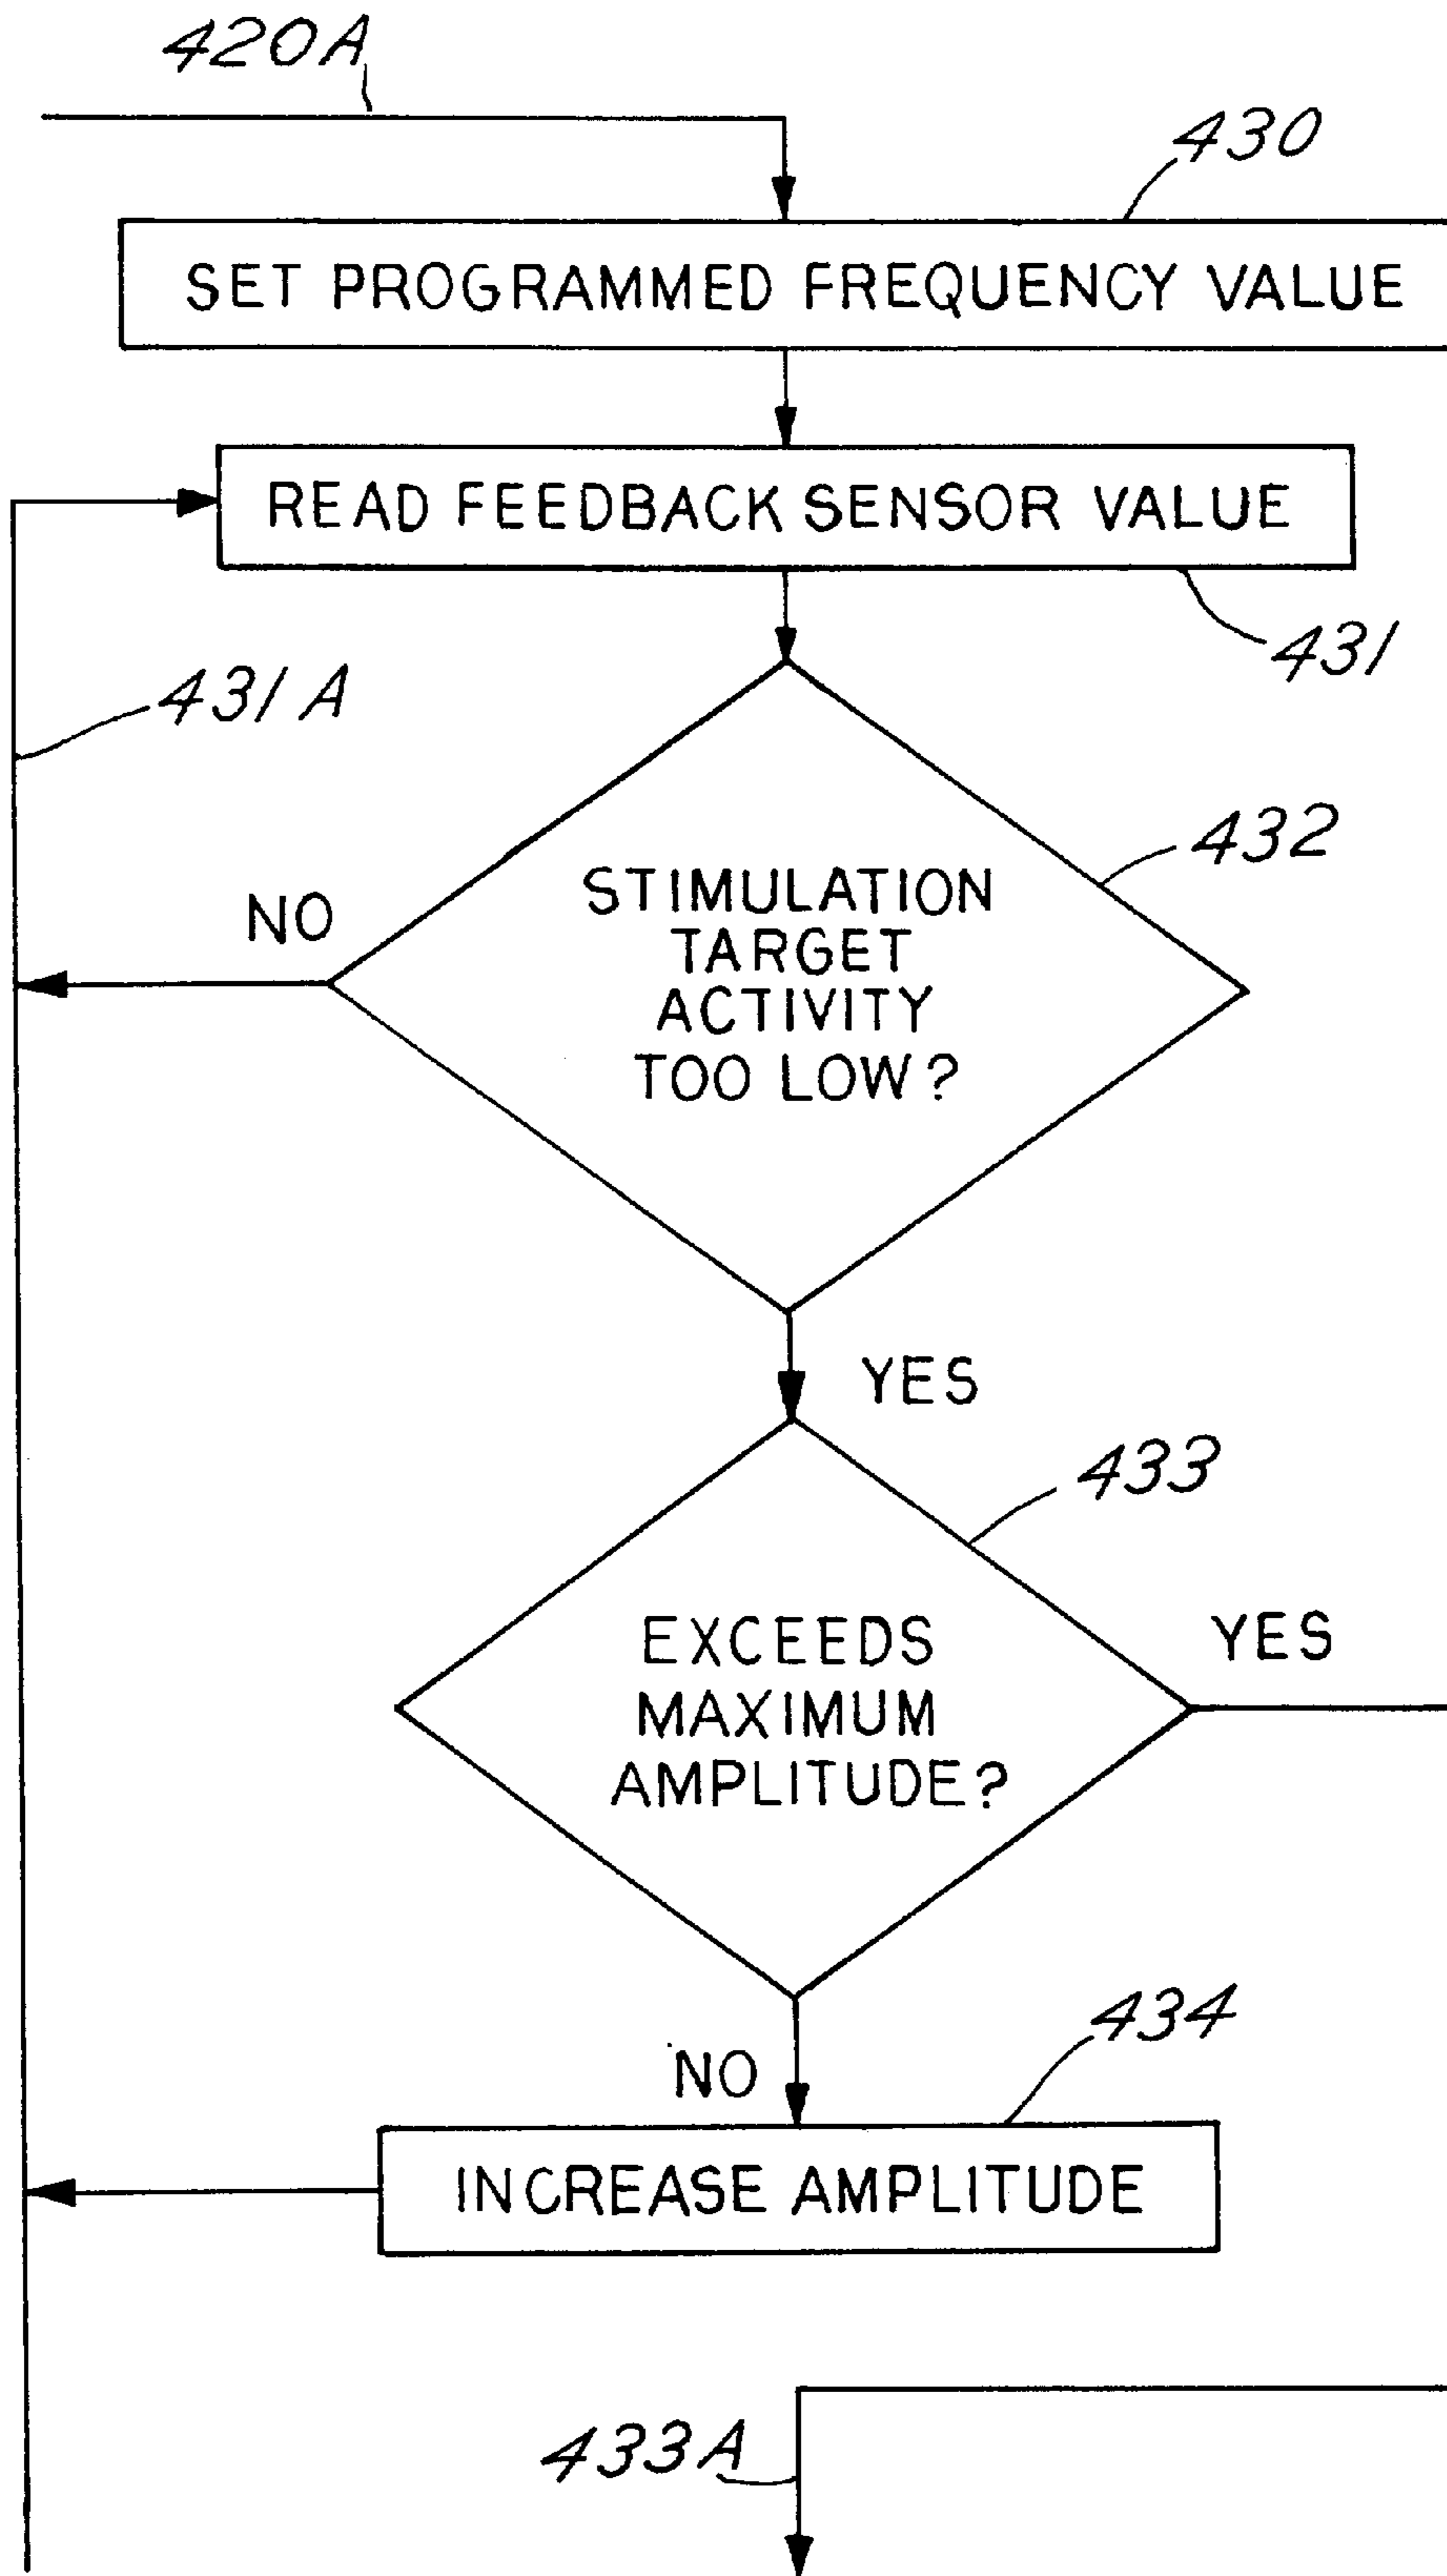 420A
430
SET PROGRAMMED FREQUENCY VALUE
READ FEEDBACK SENSOR VALUE
431
431A
432
NO
STIMULATION
TARGET
ACTIVITY
TOO LOW?
YES
433
EXCEEDS
MAXIMUM
AMPLITUDE?
YES
434
NO
INCREASE AMPLITUDE
433A